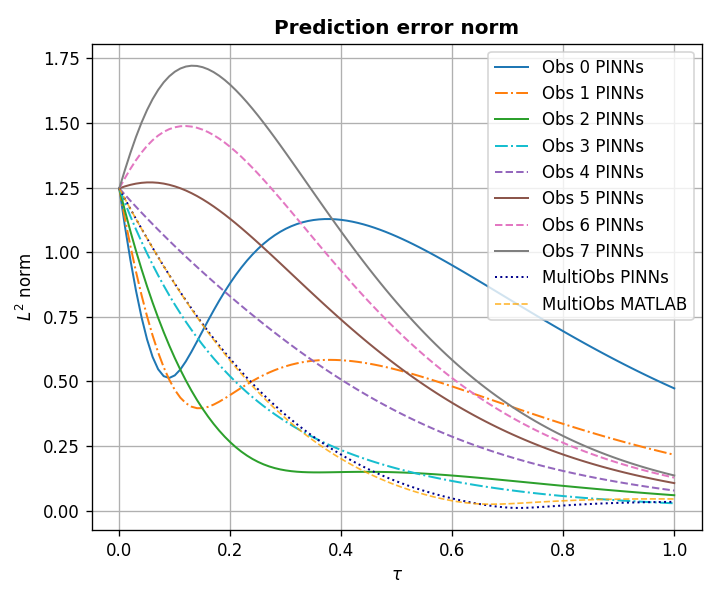 Prediction error norm
1.75
1.50
1.25
1.00
0.75
0.50
0.25
0.00
L² norm
0.0 0.2 0.4 0.6 0.8 1.0
τ
Obs 0 PINNs
Obs 1 PINNs
Obs 2 PINNs
Obs 3 PINNs
Obs 4 PINNs
Obs 5 PINNs
Obs 6 PINNs
Obs 7 PINNs
MultiObs PINNs
MultiObs MATLAB